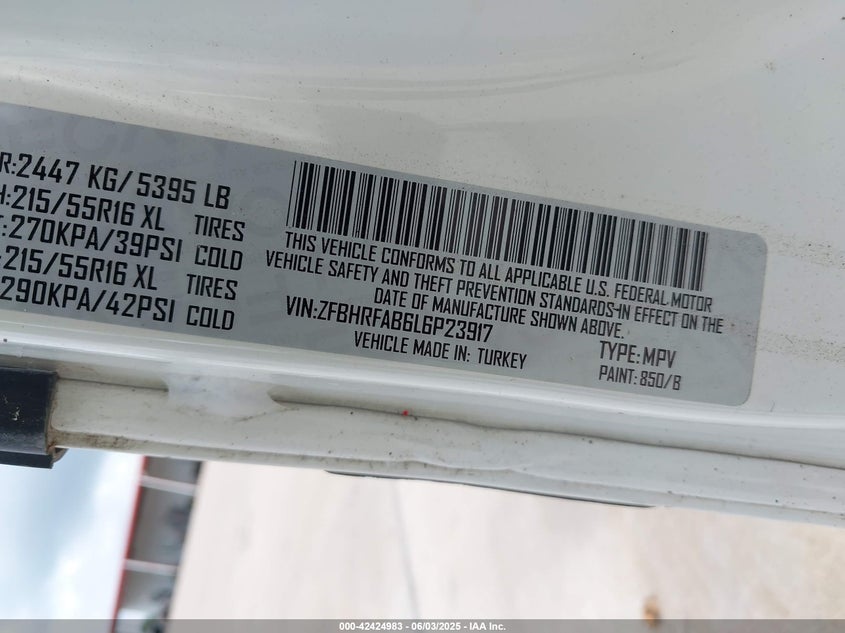 R:2447 KG/ 5395 LB
H:215/55R16 XL TIRES
:270KPA/39PSI COLD
215/55R16 XL TIRES
290KPA/42PSI COLD
THIS VEHICLE CONFORMS TO ALL APPLICABLE U.S. FEDERAL MOTOR
VEHICLE SAFETY AND THEFT PREVENTION STANDARDS IN EFFECT ON THE
DATE OF MANUFACTURE SHOWN ABOVE.
VIN:ZFBHRFAB6L6P23917
VEHICLE MADE IN: TURKEY
TYPE:MPV
PAINT: 850/B
000-42424983 - 06/03/2025 - IAA Inc.